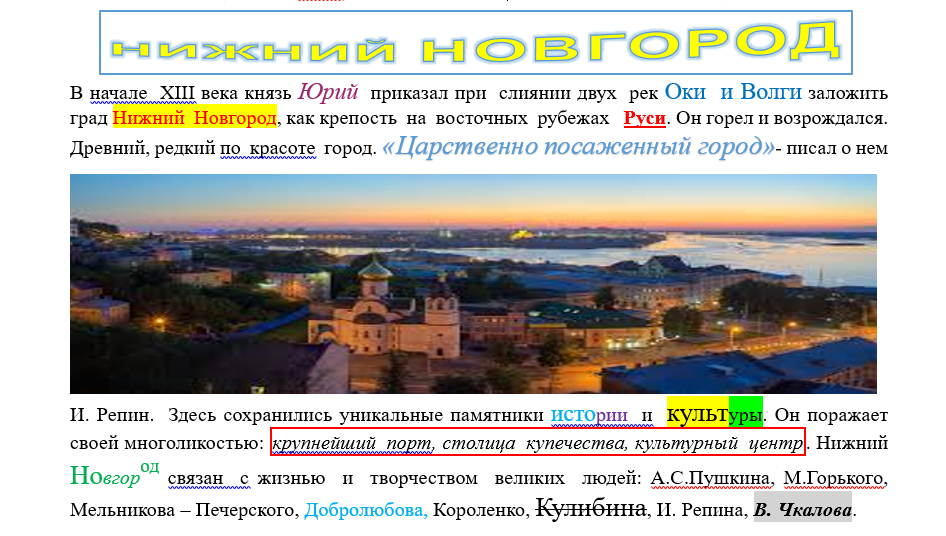 НИЖНИЙ НОВГОРОД
В начале XIII века князь Юрий приказал при слиянии двух рек Оки и Волги заложить
град Нижний Новгород, как крепость на восточных рубежах Руси. Он горел и возрождался.
Древний, редкий по красоте город. «Царственно посаженный город»- писал о нем
И. Репин. Здесь сохранились уникальные памятники истории и культуры. Он поражает
своей многоликостью: крупнейший порт, столица купечества, культурный центр. Нижний
Новгород связан с жизнью и творчеством великих людей: А.С.Пушкина, М.Горького,
Мельникова – Печерского, Добролюбова, Короленко, Кулибина, И. Репина, В. Чкалова.